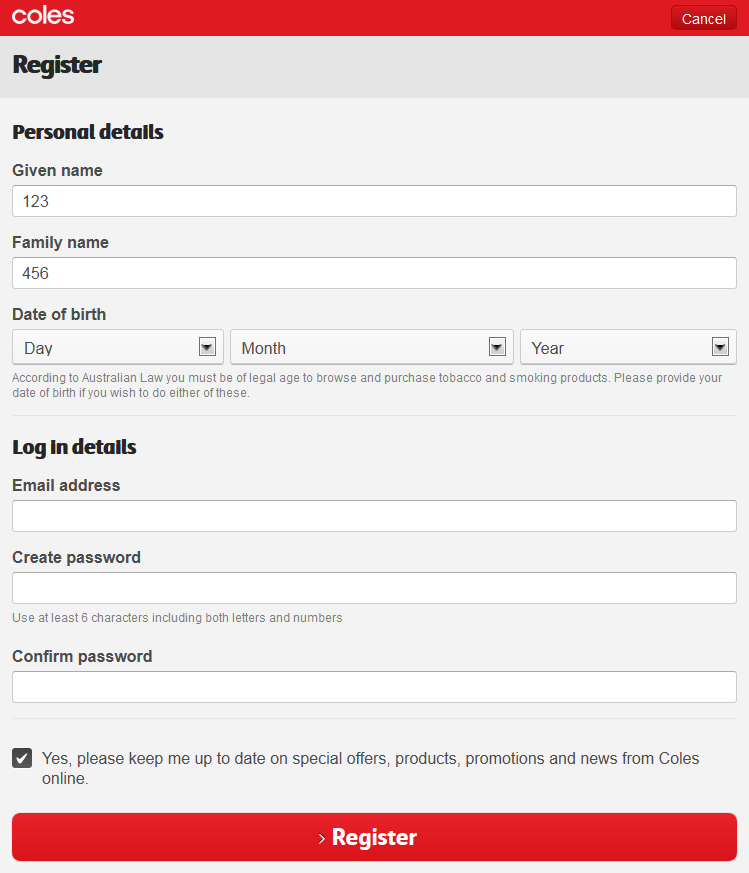 coles
Cancel
Register
Personal details
Given name
123
Family name
456
Date of birth
Day
Month
Year
According to Australian Law you must be of legal age to browse and purchase tobacco and smoking products. Please provide your
date of birth if you wish to do either of these.
Log in details
Email address
Create password
Use at least 6 characters including both letters and numbers
Confirm password
Yes, please keep me up to date on special offers, products, promotions and news from Coles
online.
› Register